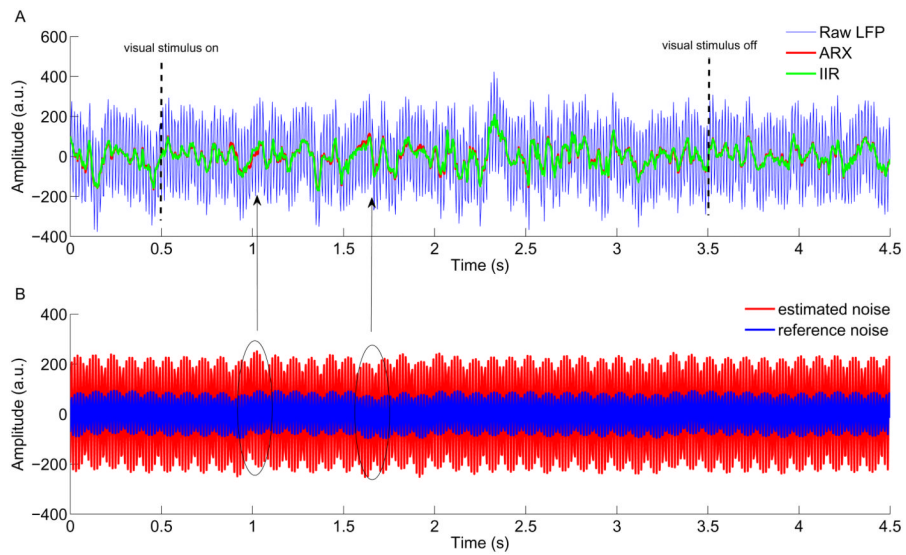 A
600
400
200
0
−200
−400
Amplitude (a.u.)
visual stimulus on
visual stimulus off
Raw LFP
ARX
IIR
0 0.5 1 1.5 2 2.5 3 3.5 4 4.5
Time (s)
B
400
200
0
−200
−400
Amplitude (a.u.)
estimated noise
reference noise
0 0.5 1 1.5 2 2.5 3 3.5 4 4.5
Time (s)